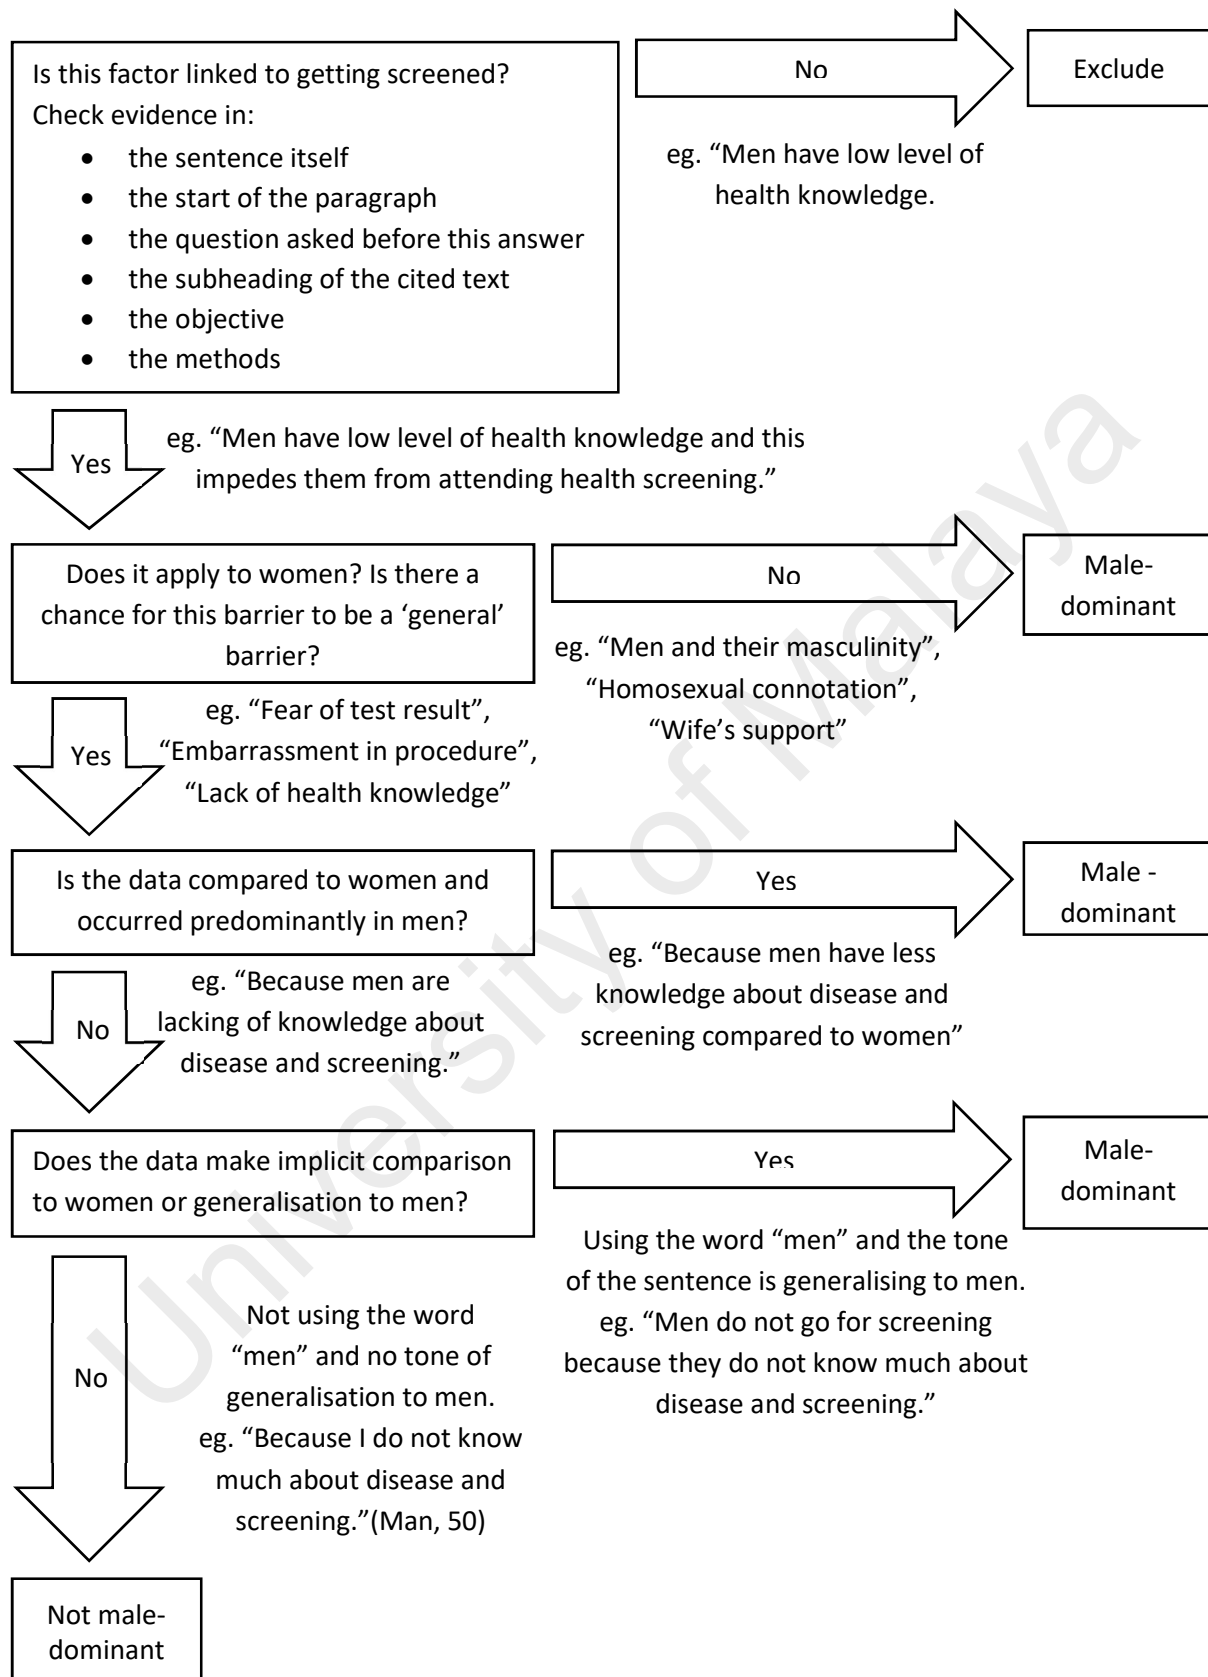 Is this factor linked to getting screened?
Check evidence in:
• the sentence itself
• the start of the paragraph
• the question asked before this answer
• the subheading of the cited text
• the objective
• the methods
No
Exclude
eg. “Men have low level of
health knowledge.
Yes
eg. “Men have low level of health knowledge and this
impedes them from attending health screening.”
Does it apply to women? Is there a
chance for this barrier to be a ‘general’
barrier?
No
Male-
dominant
eg. “Men and their masculinity”,
“Homosexual connotation”,
“Wife’s support”
Yes
eg. “Fear of test result”,
“Embarrassment in procedure”,
“Lack of health knowledge”
Is the data compared to women and
occurred predominantly in men?
Yes
Male -
dominant
eg. “Because men have less
knowledge about disease and
screening compared to women”
No
eg. “Because men are
lacking of knowledge about
disease and screening.”
Does the data make implicit comparison
to women or generalisation to men?
Yes
Male-
dominant
Using the word “men” and the tone
of the sentence is generalising to men.
eg. “Men do not go for screening
because they do not know much about
disease and screening.”
No
Not using the word
“men” and no tone of
generalisation to men.
eg. “Because I do not know
much about disease and
screening.”(Man, 50)
Not male-
dominant
University of Malaya